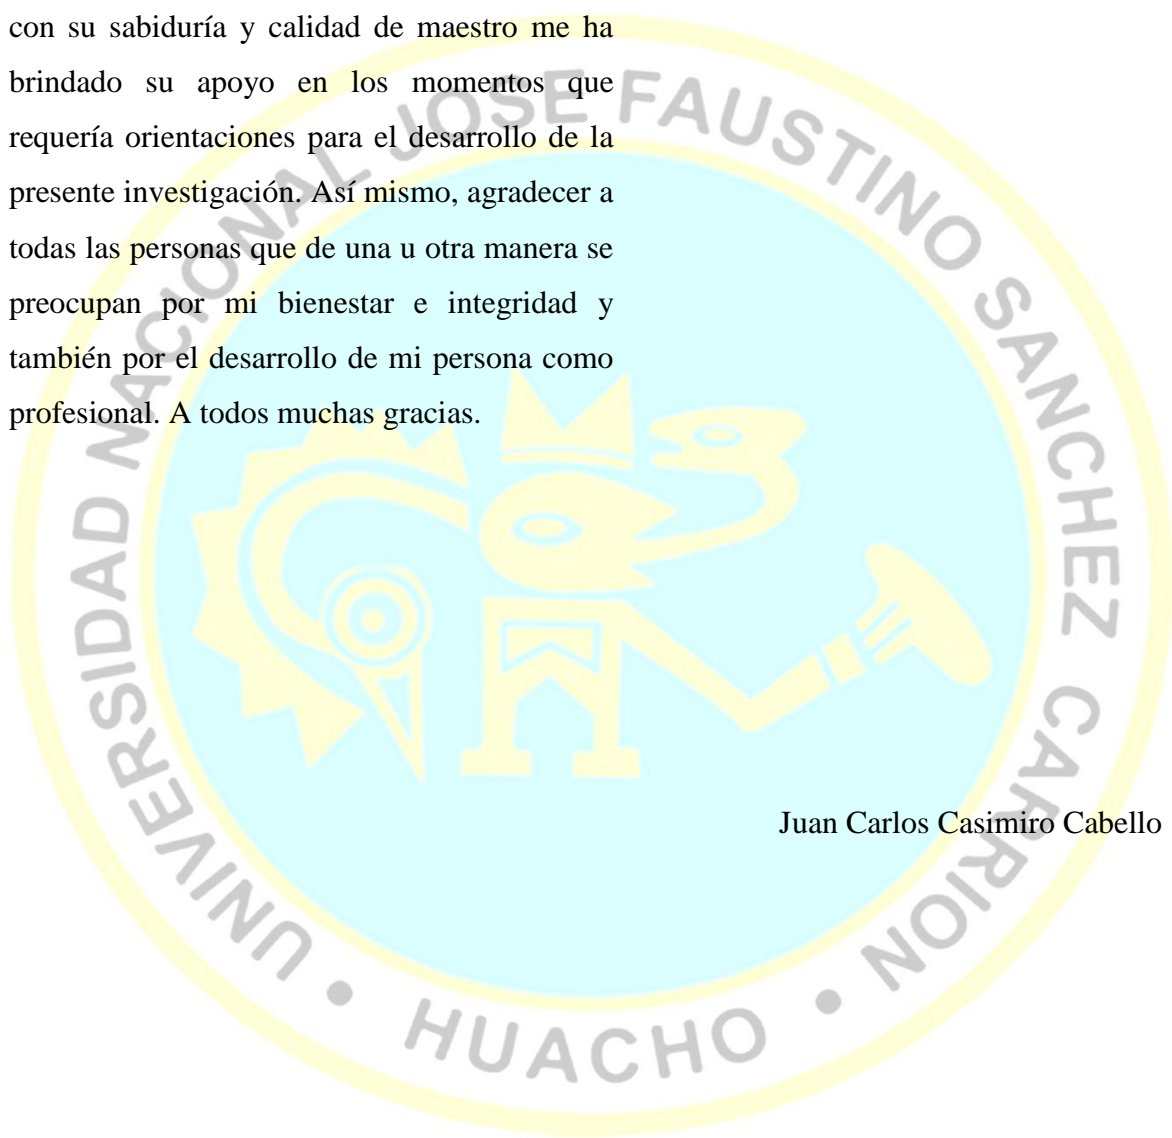 con su sabiduría y calidad de maestro me ha
brindado su apoyo en los momentos que
requería orientaciones para el desarrollo de la
presente investigación. Así mismo, agradecer a
todas las personas que de una u otra manera se
preocupan por mi bienestar e integridad y
también por el desarrollo de mi persona como
profesional. A todos muchas gracias.
Juan Carlos Casimiro Cabello
UNIVERSIDAD NACIONAL JOSE FAUSTINO SANCHEZ CARRION
• HUACHO •